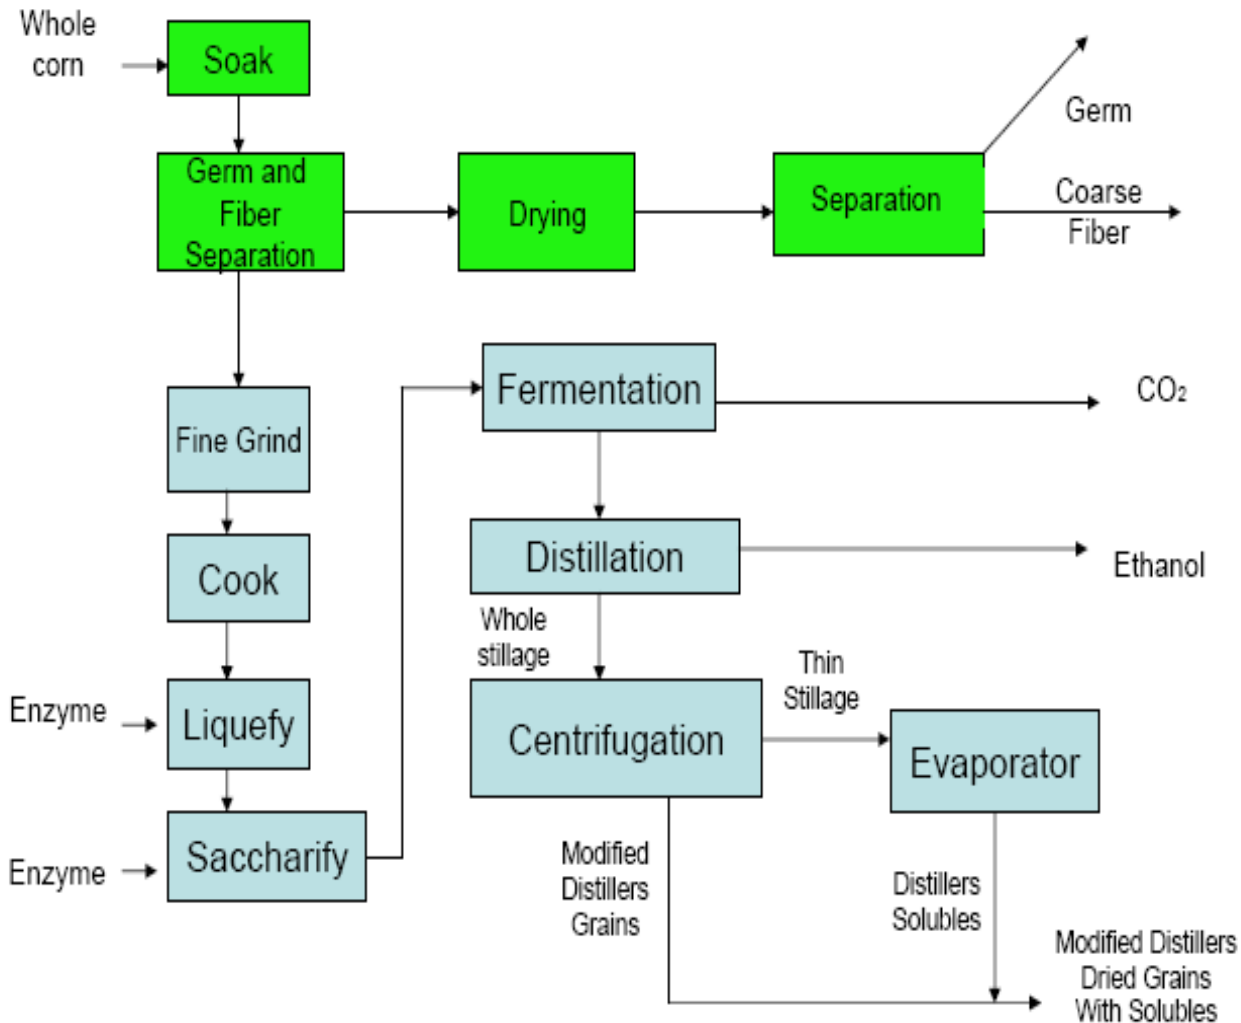 Whole
corn
Soak
Germ
Germ and
Fiber
Separation
Drying
Separation
Coarse
Fiber
Fermentation
CO₂
Fine Grind
Distillation
Ethanol
Cook
Whole
stillage
Thin
Stillage
Enzyme
Liquefy
Centrifugation
Evaporator
Enzyme
Saccharify
Modified
Distillers
Grains
Distillers
Solubles
Modified Distillers
Dried Grains
With Solubles